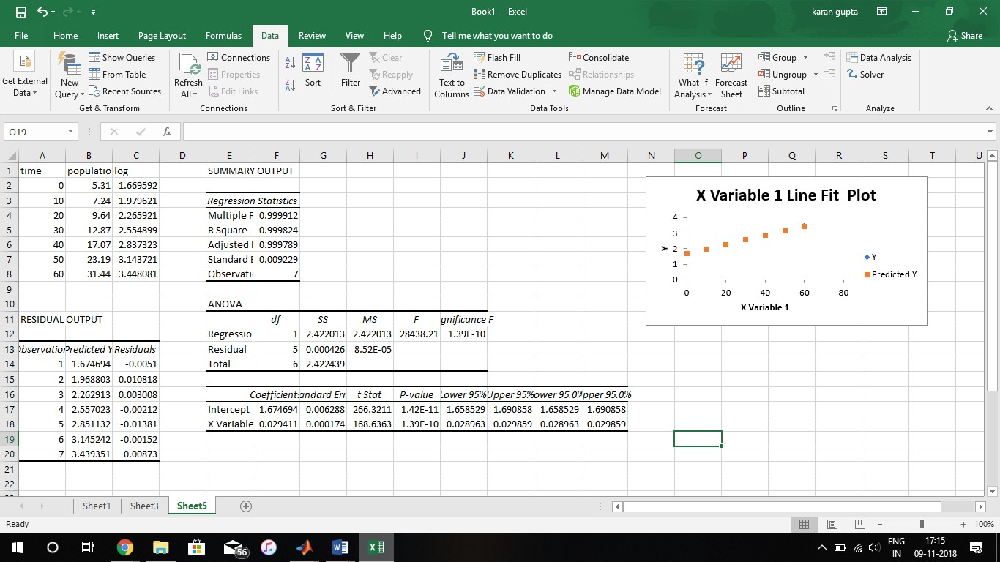 Book1 - Excel
karan gupta
File Home Insert Page Layout Formulas Data Review View Help Tell me what you want to do Share
Get External Data
New Query
Show Queries
From Table
Recent Sources
Get & Transform
Refresh All
Connections
Properties
Edit Links
Connections
Sort
Filter
Clear
Reapply
Advanced
Sort & Filter
Text to Columns
Flash Fill
Remove Duplicates
Data Validation
Consolidate
Relationships
Manage Data Model
Data Tools
What-If Analysis
Forecast Sheet
Forecast
Group
Ungroup
Subtotal
Outline
Data Analysis
Solver
Analyze
O19 fx
A B C D E F G H I J K L M N O P Q R S T U
1 time populatio log SUMMARY OUTPUT
2 0 5.31 1.669592
3 10 7.24 1.979621 Regression Statistics
4 20 9.64 2.265921 Multiple R 0.999912
5 30 12.87 2.554899 R Square 0.999824
6 40 17.07 2.837323 Adjusted 0.999789
7 50 23.19 3.143721 Standard E 0.009229
8 60 31.44 3.448081 Observati 7
9
10 ANOVA
11 RESIDUAL OUTPUT df SS MS F gnificance F
12 Regressio 1 2.422013 2.422013 28438.21 1.39E-10
13 Observation Predicted Y Residuals Residual 5 0.000426 8.52E-05
14 1 1.674694 -0.0051 Total 6 2.422439
15 2 1.968803 0.010818
16 3 2.262913 0.003008 Coefficients andard Err t Stat P-value Lower 95% Upper 95% ower 95.0% pper 95.0%
17 4 2.557023 -0.00212 Intercept 1.674694 0.006288 266.3211 1.42E-11 1.658529 1.690858 1.658529 1.690858
18 5 2.851132 -0.01381 X Variable 0.029411 0.000174 168.6363 1.39E-10 0.028963 0.029859 0.028963 0.029859
19 6 3.145242 -0.00152
20 7 3.439351 0.00873
21
22
X Variable 1 Line Fit Plot
4
3
2
1
0
Y
0 20 40 60 80
X Variable 1
Y
Predicted Y
Sheet1 Sheet3 Sheet5
Ready 100%
56
ENG
IN
17:15
09-11-2018